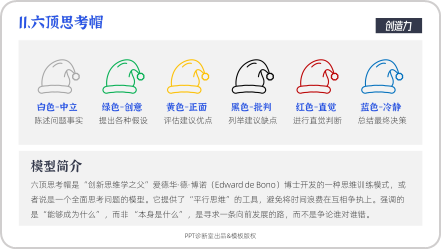 11.六顶思考帽
创造力
白色-中立 绿色-创意 黄色-正面 黑色-批判 红色-直觉 蓝色-冷静
陈述问题事实 提出各种假设 评估建议优点 列举建议缺点 进行直觉判断 总结最终决策
模型简介
六顶思考帽是“创新思维学之父”爱德华·德·博诺（Edward de Bono）博士开发的一种思维训练模式，或
者说是一个全面思考问题的模型。它提供了“平行思维”的工具，避免将时间浪费在互相争执上。强调的
是“能够成为什么”，而非 “本身是什么”，是寻求一条向前发展的路，而不是争论谁对谁错。
PPT诊断室出品&模板版权